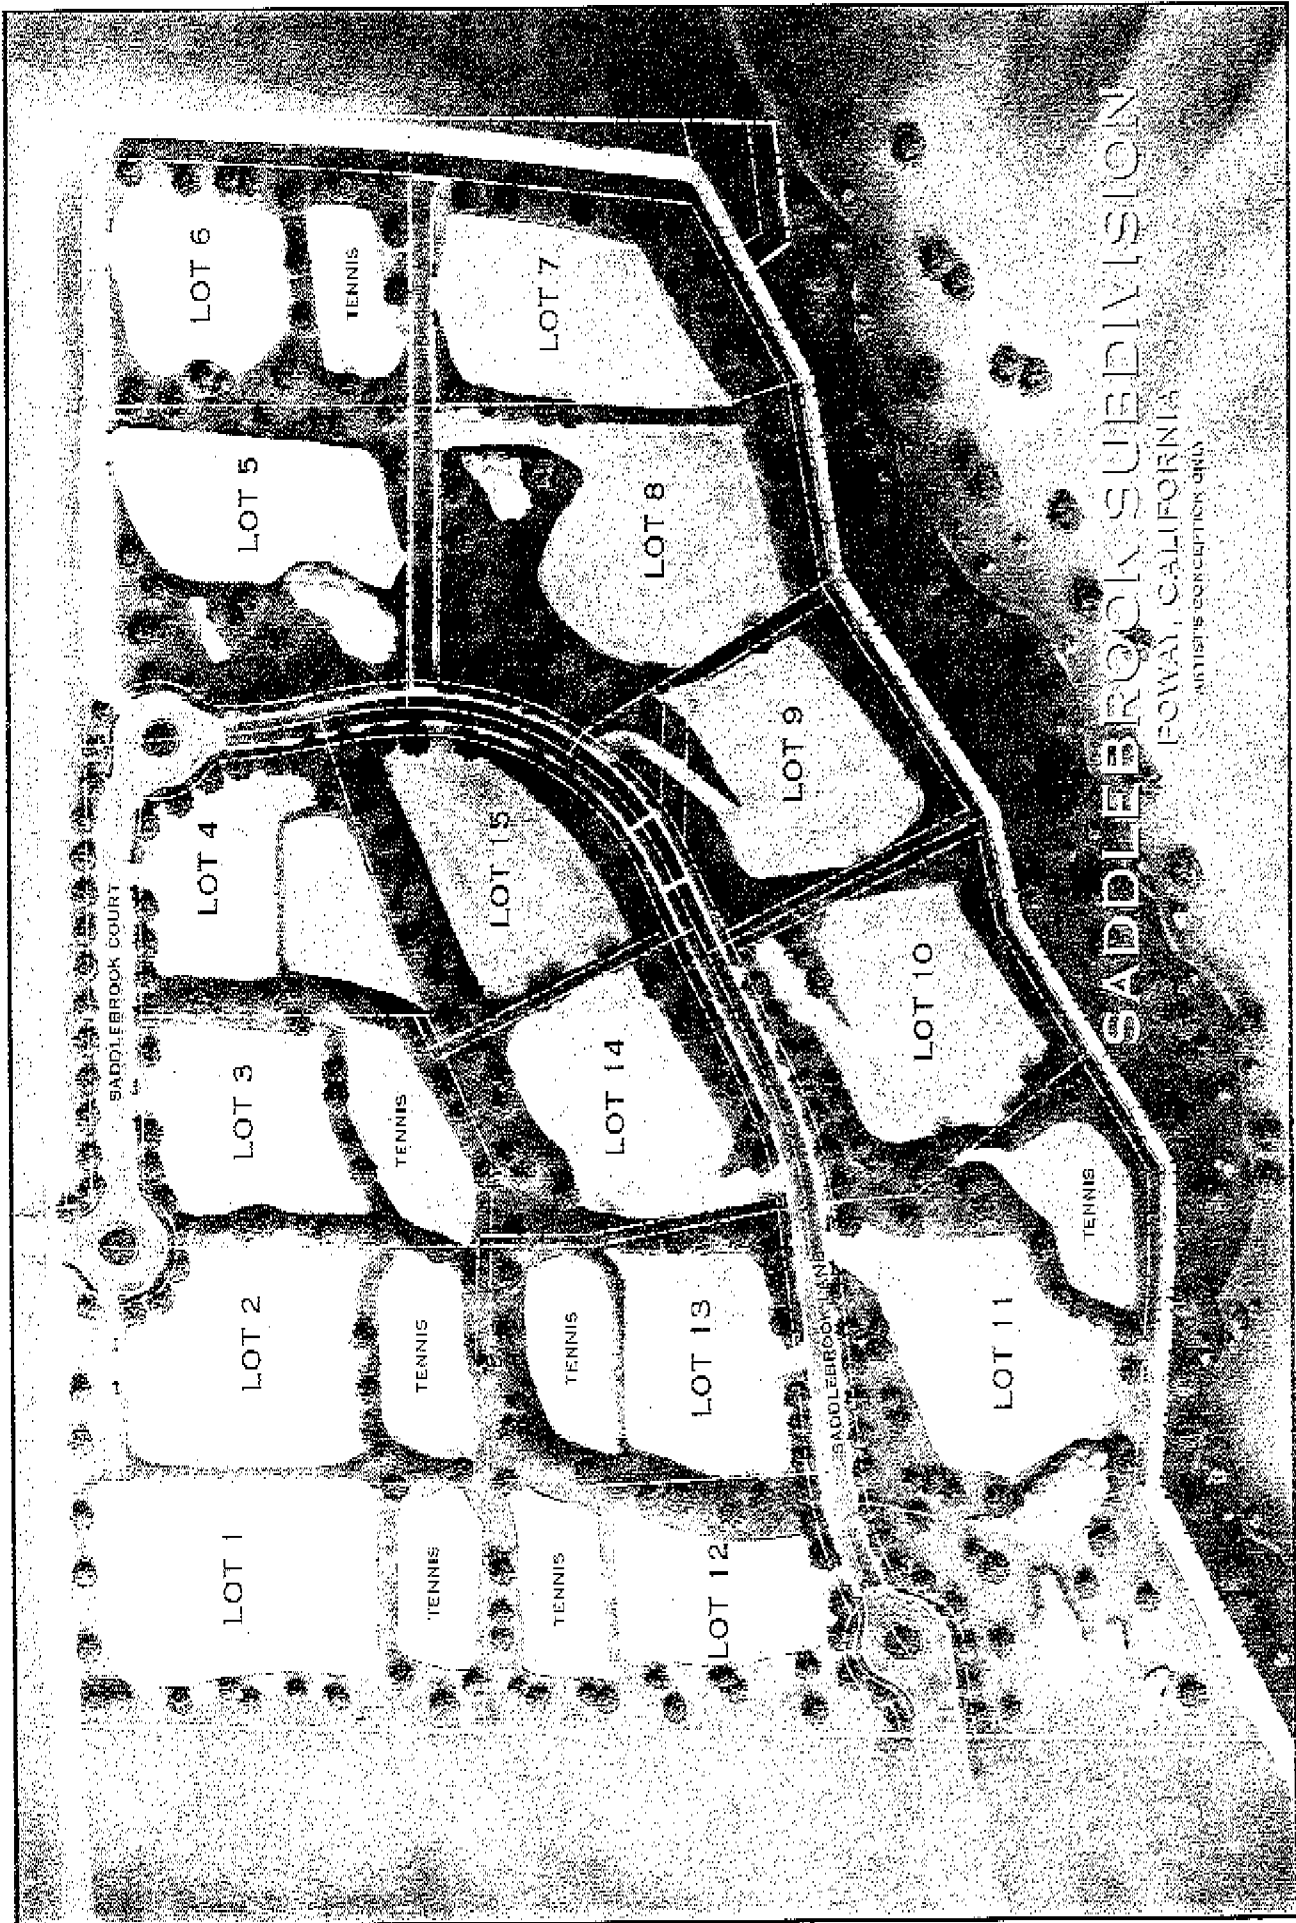 SADDLEBROOK COURT
LOT 1
LOT 2
LOT 3
LOT 4
LOT 5
LOT 6
TENNIS
TENNIS
TENNIS
TENNIS
TENNIS
TENNIS
LOT 12
LOT 13
LOT 14
LOT 15
LOT 8
LOT 7
LOT 9
SADDLEBROOK LANE
LOT 11
LOT 10
TENNIS
SADDLEBROOK SUBDIVISION
POWAY, CALIFORNIA
ARTIST'S CONCEPTION ONLY